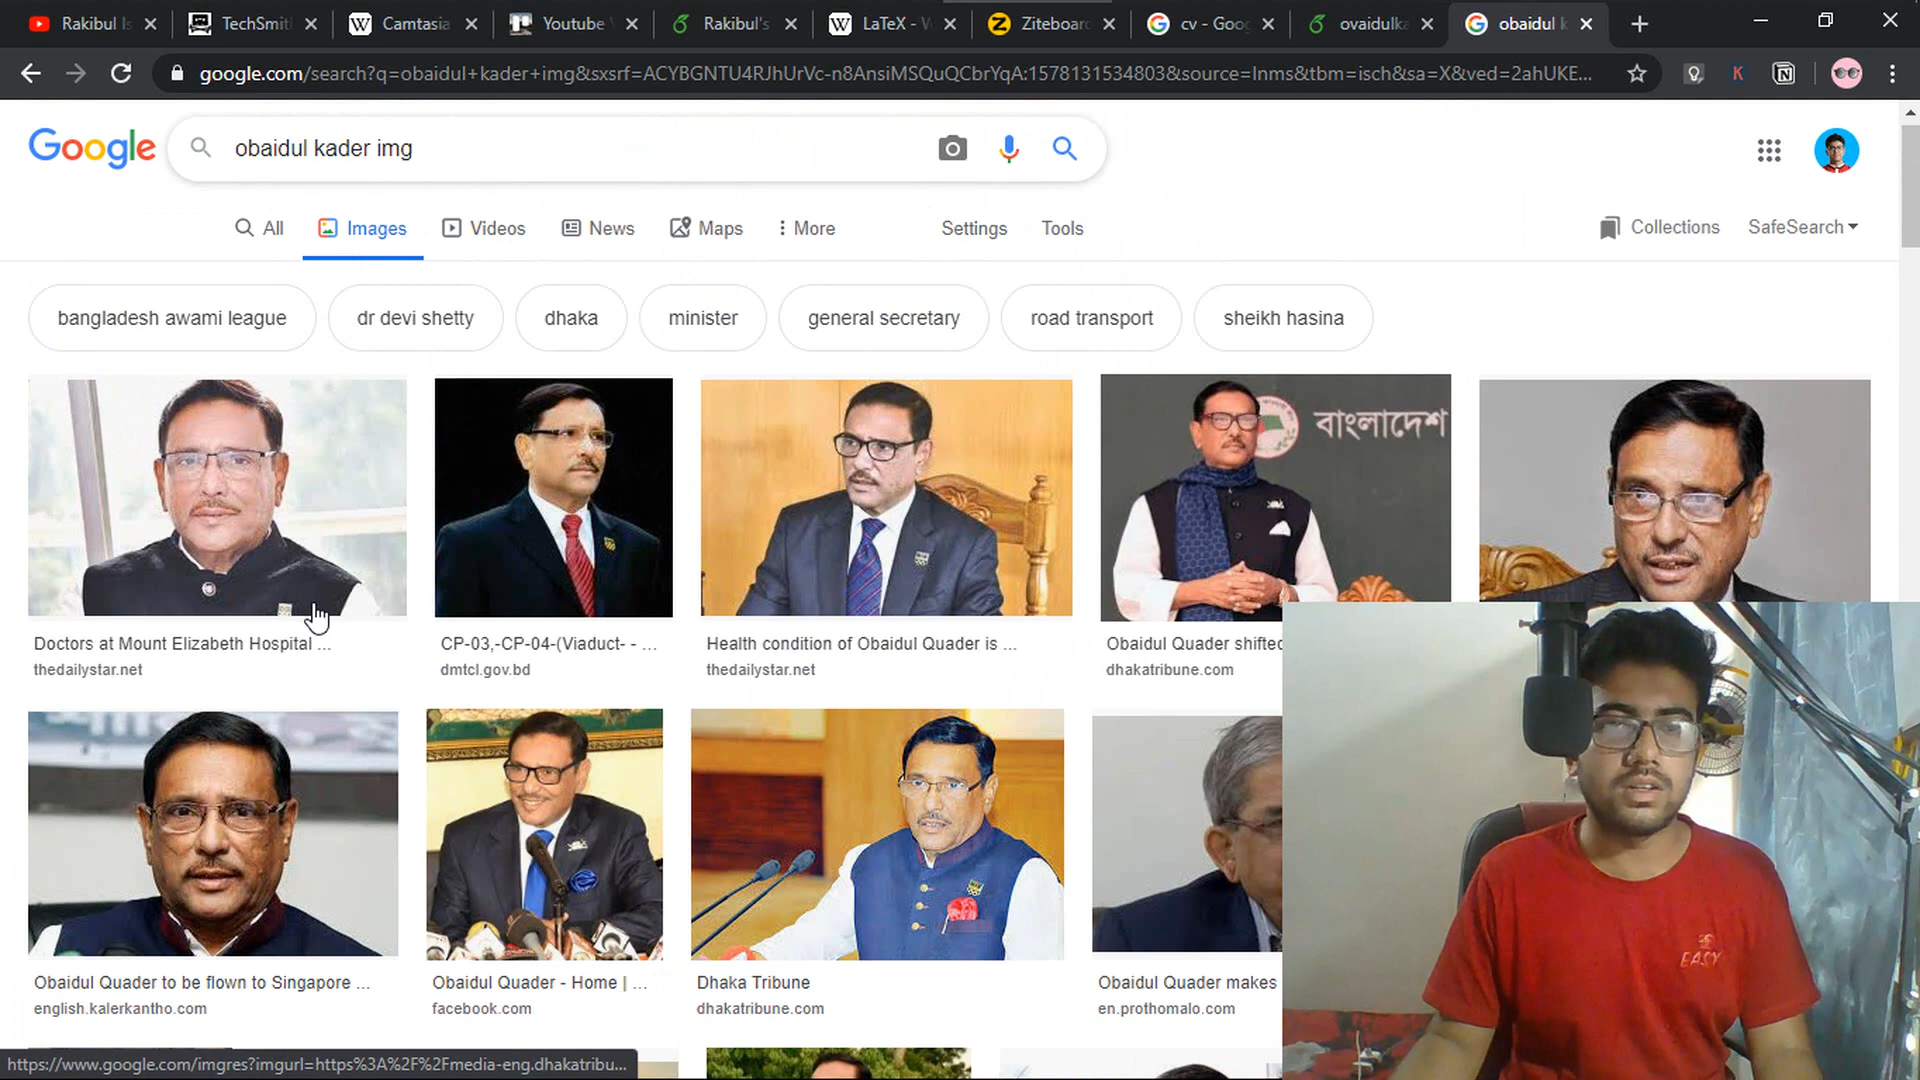 Rakibul Is
TechSmit
Camtasia
Youtube
Rakibul's
LaTeX - W
Ziteboard
cv - Goog
ovaidulka
obaidul k
google.com/search?q=obaidul+kader+img&sxsrf=ACYBGNTU4RJhUrVc-n8AnsiMSQuQCbrYqA:1578131534803&source=lnms&tbm=isch&sa=X&ved=2ahUKE...
Google
obaidul kader img
All
Images
Videos
News
Maps
More
Settings
Tools
Collections
SafeSearch
bangladesh awami league
dr devi shetty
dhaka
minister
general secretary
road transport
sheikh hasina
বাংলাদেশ
Doctors at Mount Elizabeth Hospital ...
thedailystar.net
CP-03,-CP-04-(Viaduct- - ...
dmtcl.gov.bd
Health condition of Obaidul Quader is ...
thedailystar.net
Obaidul Quader shifted
dhakatribune.com
Obaidul Quader to be flown to Singapore ...
english.kalerkantho.com
Obaidul Quader - Home | ...
facebook.com
Dhaka Tribune
dhakatribune.com
Obaidul Quader makes
en.prothomalo.com
EASY
https://www.google.com/imgres?imgurl=https%3A%2F%2Fmedia-eng.dhakatribu...